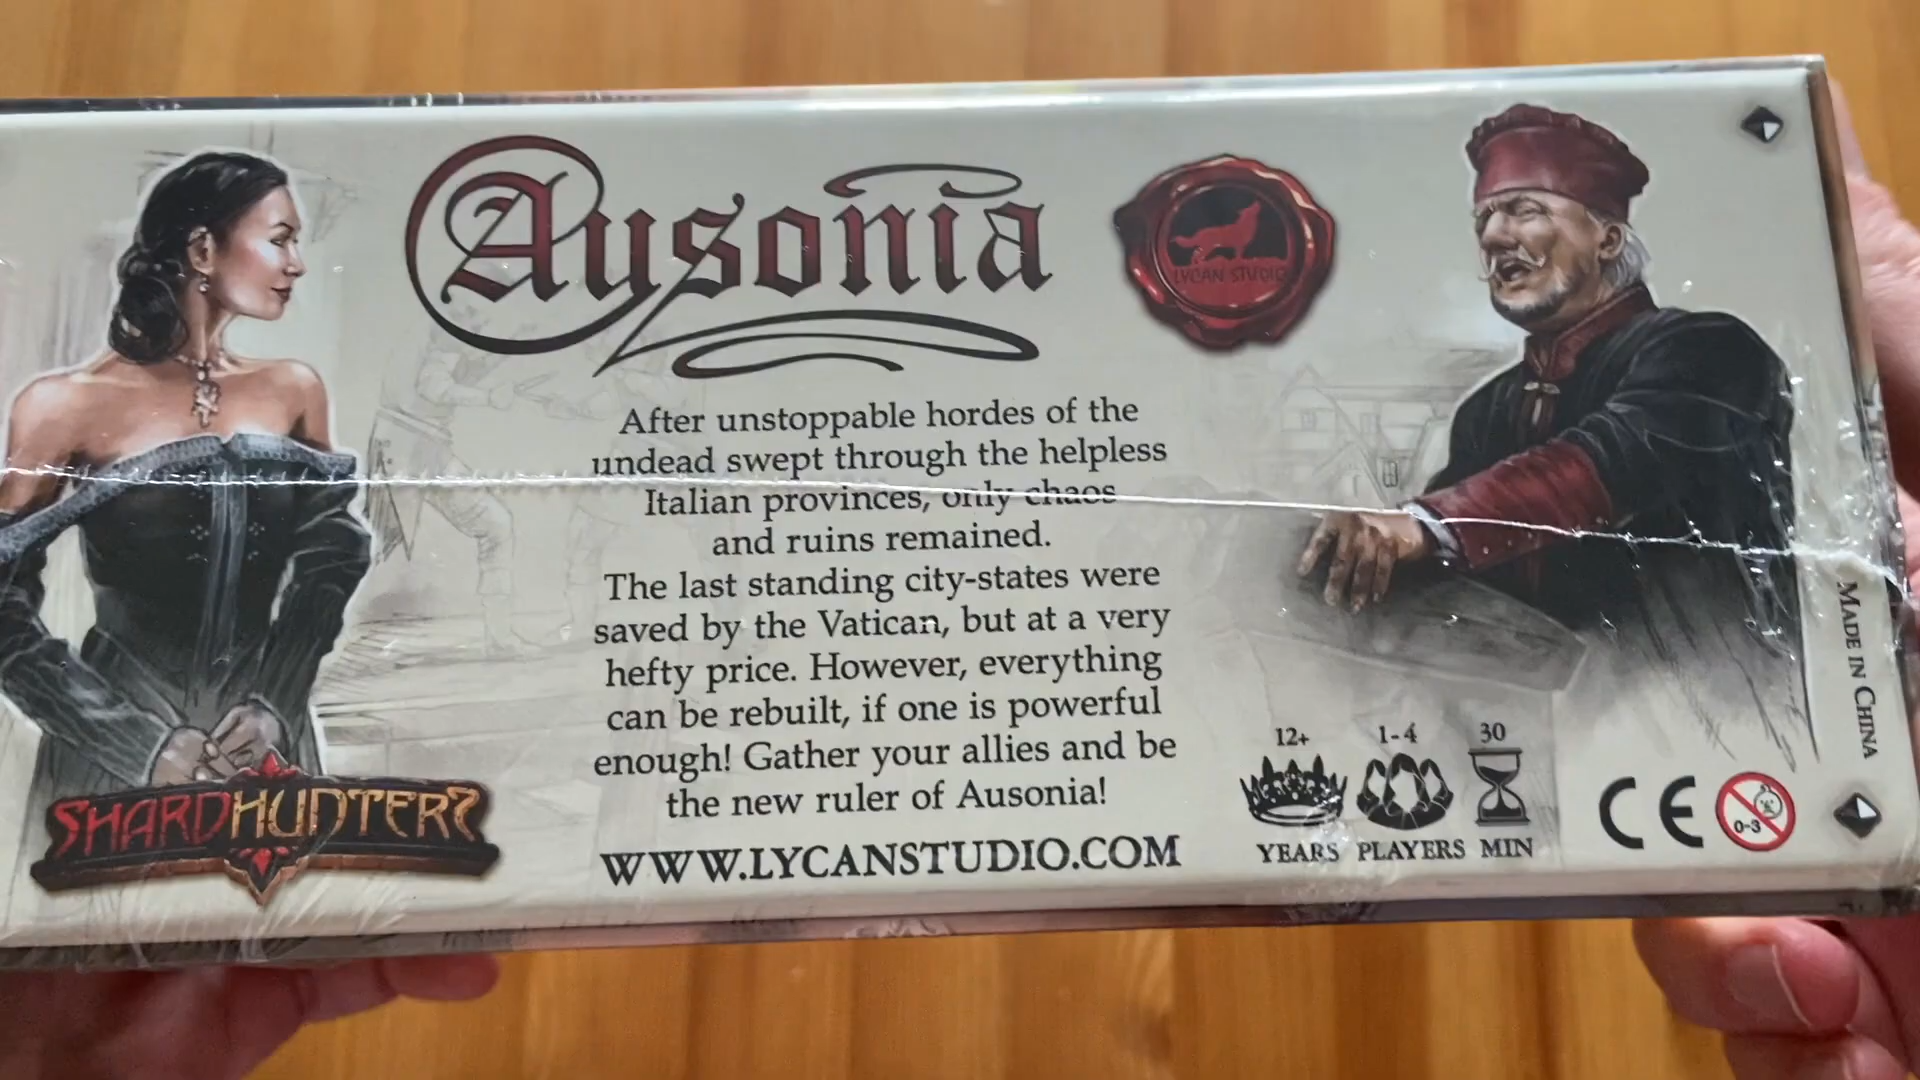 Ausonia
LYCAN STUDIO
After unstoppable hordes of the
undead swept through the helpless
Italian provinces, only chaos
and ruins remained.
The last standing city-states were
saved by the Vatican, but at a very
hefty price. However, everything
can be rebuilt, if one is powerful
enough! Gather your allies and be
the new ruler of Ausonia!
WWW.LYCANSTUDIO.COM
SHARDHUNTERS
12+ 1-4 30
YEARS PLAYERS MIN
CE
0-3
MADE IN CHINA